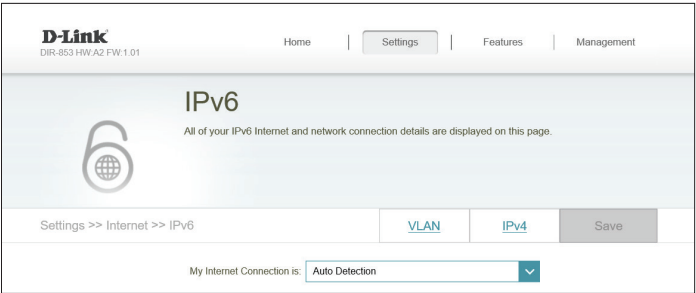 D-Link
DIR-853 HW:A2 FW:1.01
Home | Settings | Features | Management
IPv6
All of your IPv6 Internet and network connection details are displayed on this page.
Settings >> Internet >> IPv6
VLAN IPv4 Save
My Internet Connection is: Auto Detection